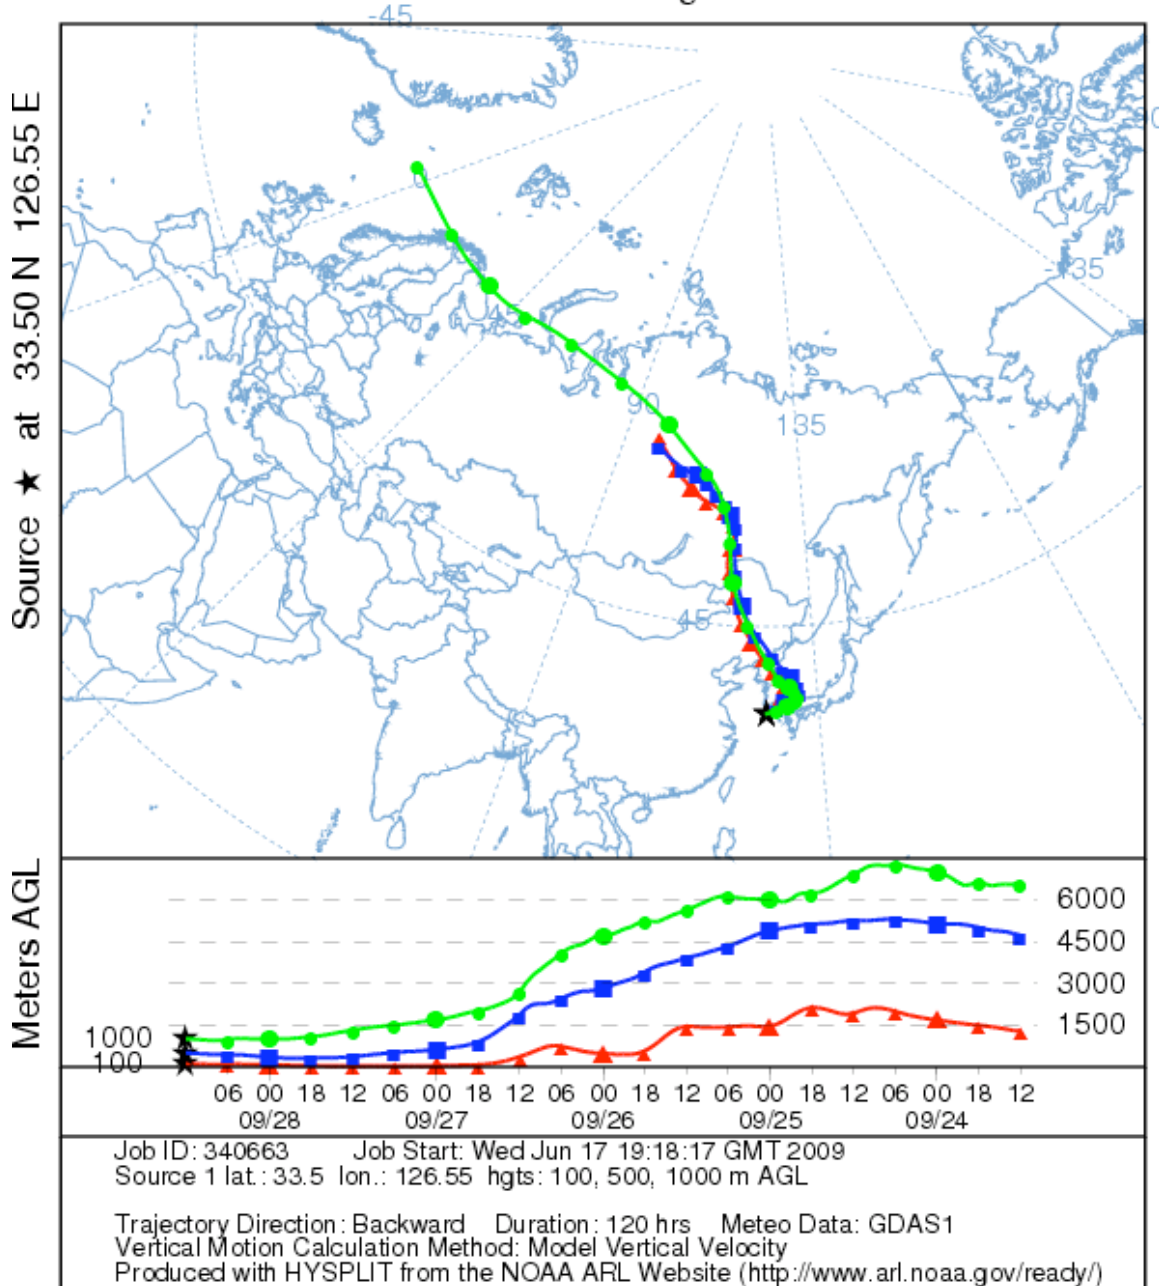 -45
0
90
135
-135
45
Source ★ at 33.50 N 126.55 E
Meters AGL
6000
4500
3000
1500
1000
100
06 00 18 12 06 00 18 12 06 00 18 12 06 00 18 12 06 00 18 12
09/28 09/27 09/26 09/25 09/24
Job ID: 340663 Job Start: Wed Jun 17 19:18:17 GMT 2009
Source 1 lat.: 33.5 lon.: 126.55 hgts: 100, 500, 1000 m AGL
Trajectory Direction: Backward Duration: 120 hrs Meteo Data: GDAS1
Vertical Motion Calculation Method: Model Vertical Velocity
Produced with HYSPLIT from the NOAA ARL Website (http://www.arl.noaa.gov/ready/)